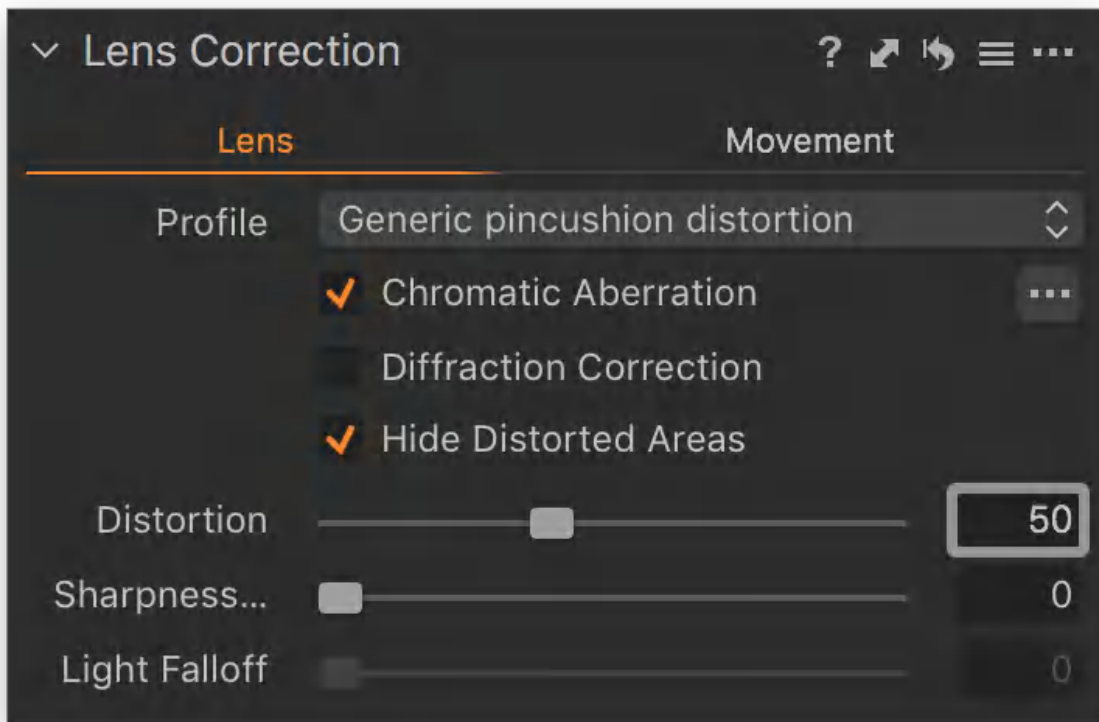 Lens Correction ?
Lens Movement
Profile Generic pincushion distortion
Chromatic Aberration
Diffraction Correction
Hide Distorted Areas
Distortion 50
Sharpness... 0
Light Falloff 0